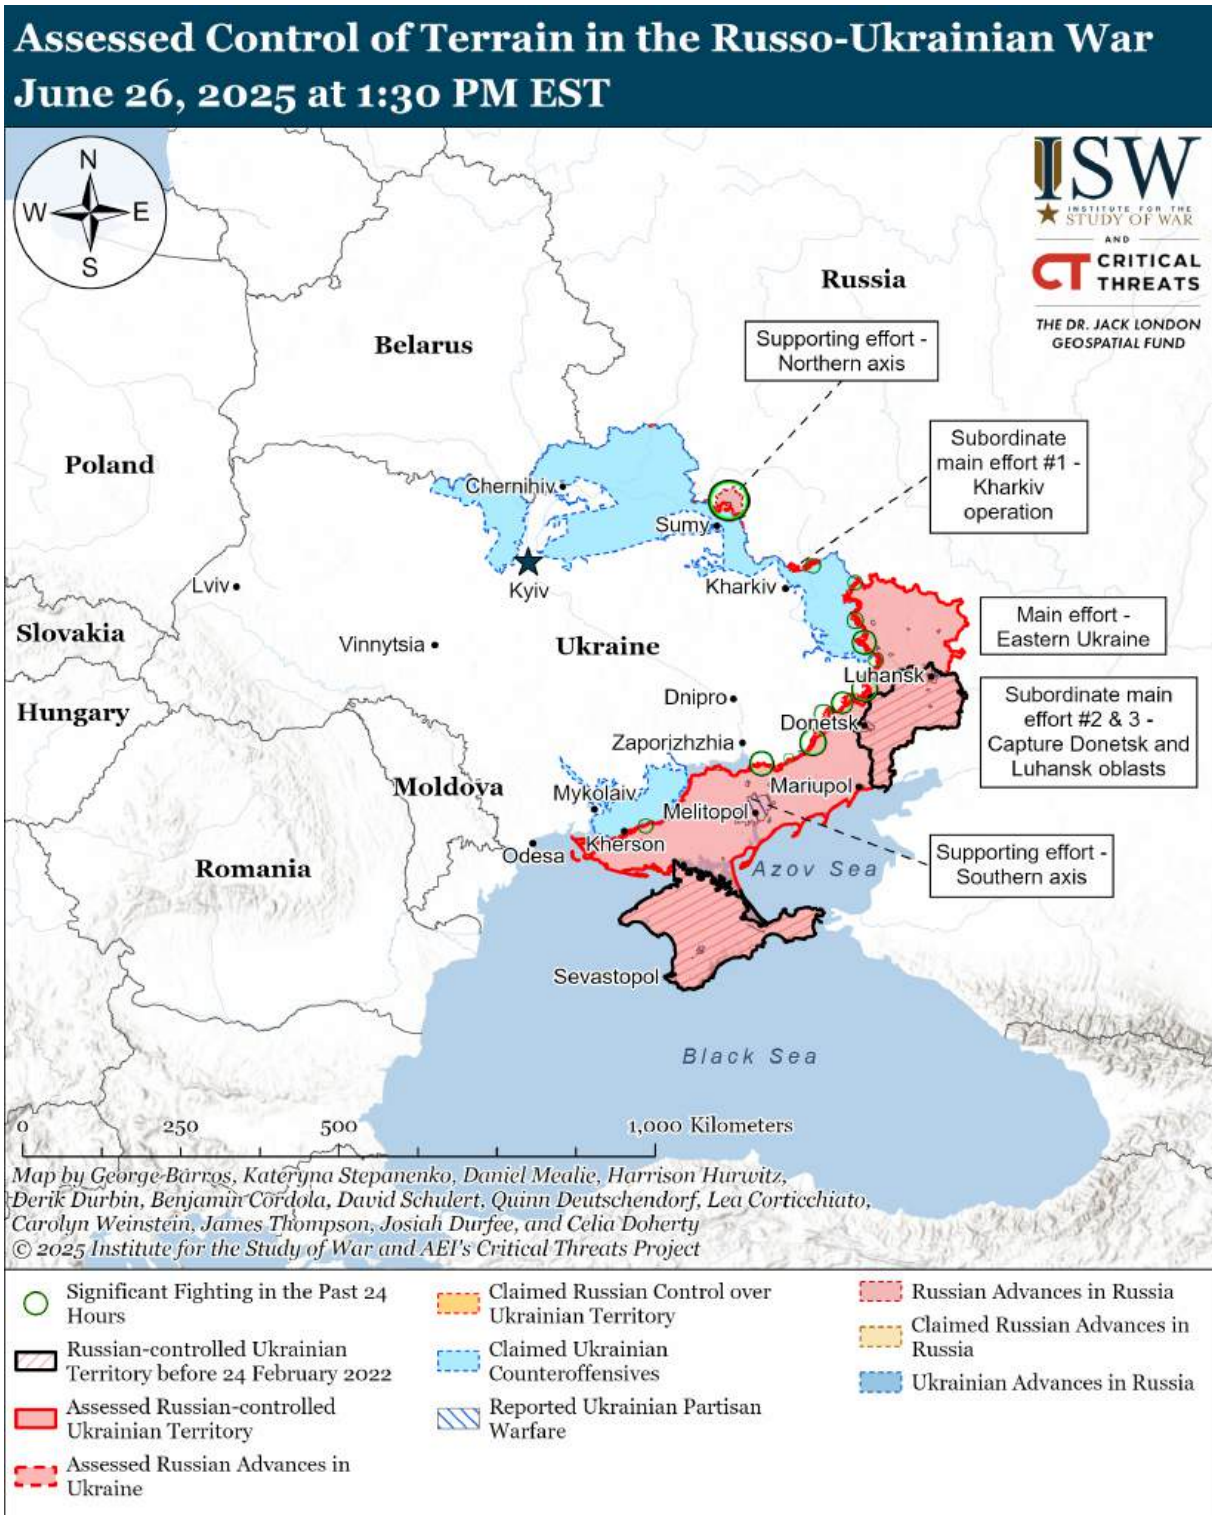 Assessed Control of Terrain in the Russo-Ukrainian War
June 26, 2025 at 1:30 PM EST
N
W
E
S
ISW
INSTITUTE FOR THE
STUDY OF WAR
AND
CT CRITICAL
THREATS
THE DR. JACK LONDON
GEOSPATIAL FUND
Russia
Belarus
Supporting effort -
Northern axis
Subordinate
main effort #1 -
Kharkiv
operation
Poland
Chernihiv
Sumy
Kyiv
Kharkiv
Lviv
Slovakia
Vinnytsia
Ukraine
Main effort -
Eastern Ukraine
Luhansk
Hungary
Dnipro
Donetsk
Subordinate main
effort #2 & 3 -
Capture Donetsk and
Luhansk oblasts
Zaporizhzhia
Moldova
Mykolaiv
Mariupol
Melitopol
Kherson
Odesa
Romania
Azov Sea
Supporting effort -
Southern axis
Sevastopol
Black Sea
0
250
500
1,000 Kilometers
Map by George Barros, Kateryna Stepanenko, Daniel Mealie, Harrison Hurwitz,
Derik Durbin, Benjamin Cordola, David Schulert, Quinn Deutschendorf, Lea Corticchiato,
Carolyn Weinstein, James Thompson, Josiah Durfee, and Celia Doherty
© 2025 Institute for the Study of War and AEI's Critical Threats Project
Significant Fighting in the Past 24
Hours
Russian-controlled Ukrainian
Territory before 24 February 2022
Assessed Russian-controlled
Ukrainian Territory
Assessed Russian Advances in
Ukraine
Claimed Russian Control over
Ukrainian Territory
Claimed Ukrainian
Counteroffensives
Reported Ukrainian Partisan
Warfare
Russian Advances in Russia
Claimed Russian Advances in
Russia
Ukrainian Advances in Russia